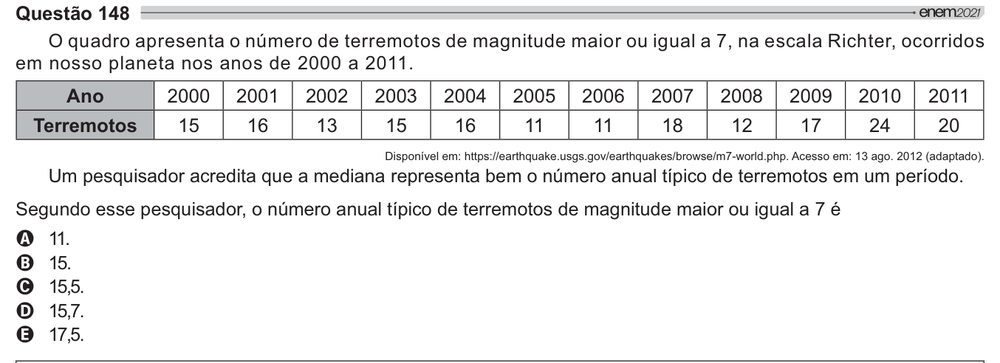 Questão 148 enem2021
O quadro apresenta o número de terremotos de magnitude maior ou igual a 7, na escala Richter, ocorridos
em nosso planeta nos anos de 2000 a 2011.
Ano 2000 2001 2002 2003 2004 2005 2006 2007 2008 2009 2010 2011
Terremotos 15 16 13 15 16 11 11 18 12 17 24 20
Disponível em: https://earthquake.usgs.gov/earthquakes/browse/m7-world.php. Acesso em: 13 ago. 2012 (adaptado).
Um pesquisador acredita que a mediana representa bem o número anual típico de terremotos em um período.
Segundo esse pesquisador, o número anual típico de terremotos de magnitude maior ou igual a 7 é
A 11.
B 15.
C 15,5.
D 15,7.
E 17,5.